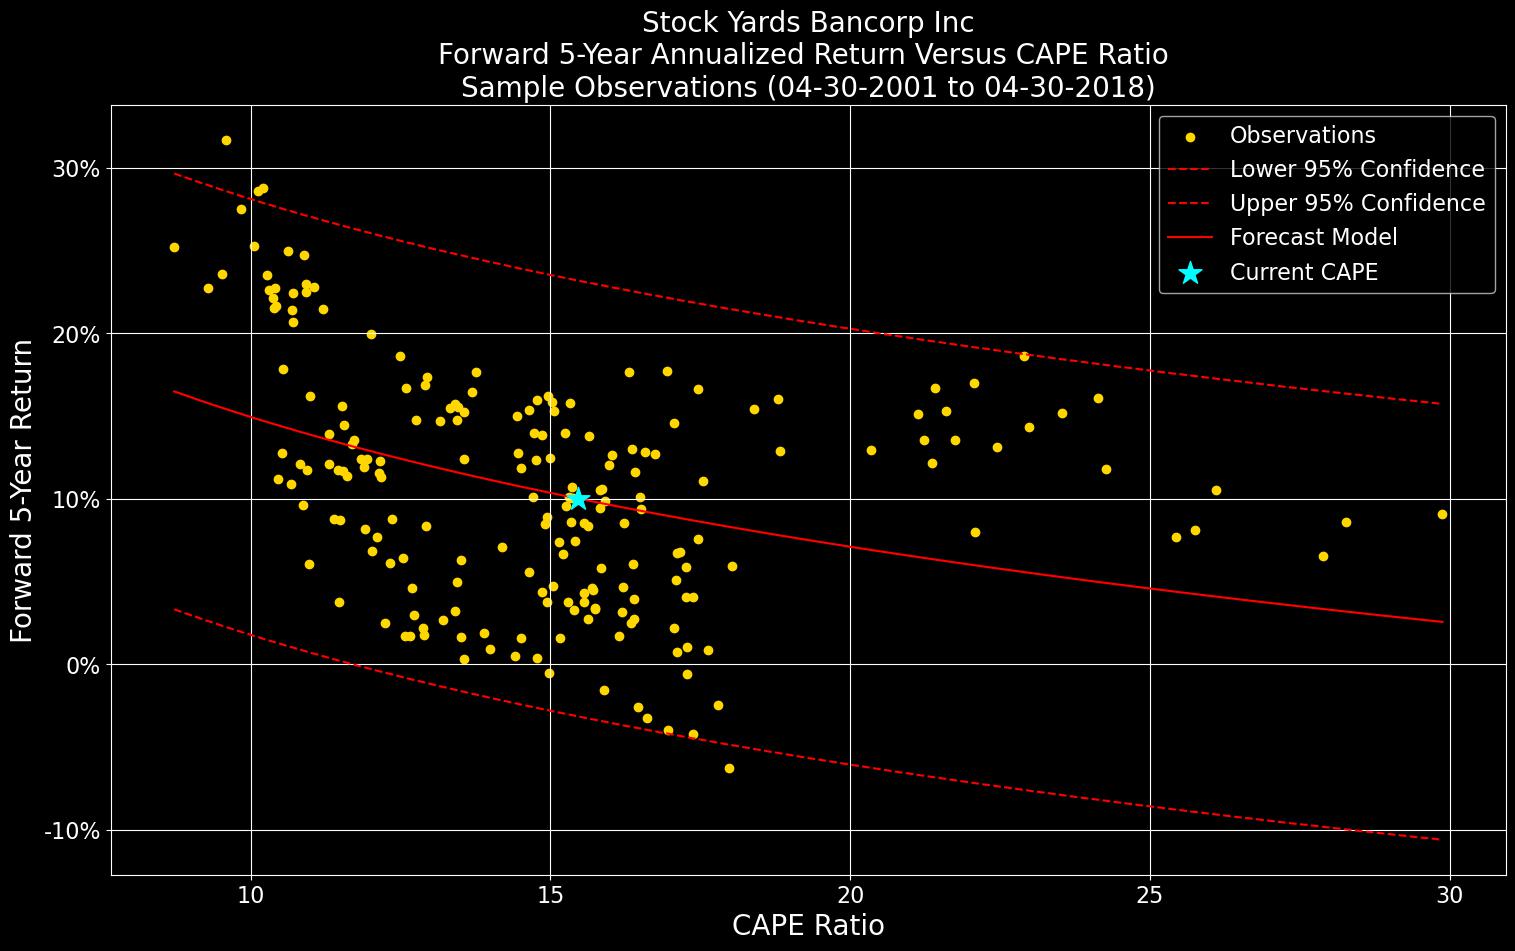 Stock Yards Bancorp Inc
Forward 5-Year Annualized Return Versus CAPE Ratio
Sample Observations (04-30-2001 to 04-30-2018)
Observations
Lower 95% Confidence
Upper 95% Confidence
Forecast Model
Current CAPE
30%
20%
10%
0%
-10%
Forward 5-Year Return
10 15 20 25 30
CAPE Ratio